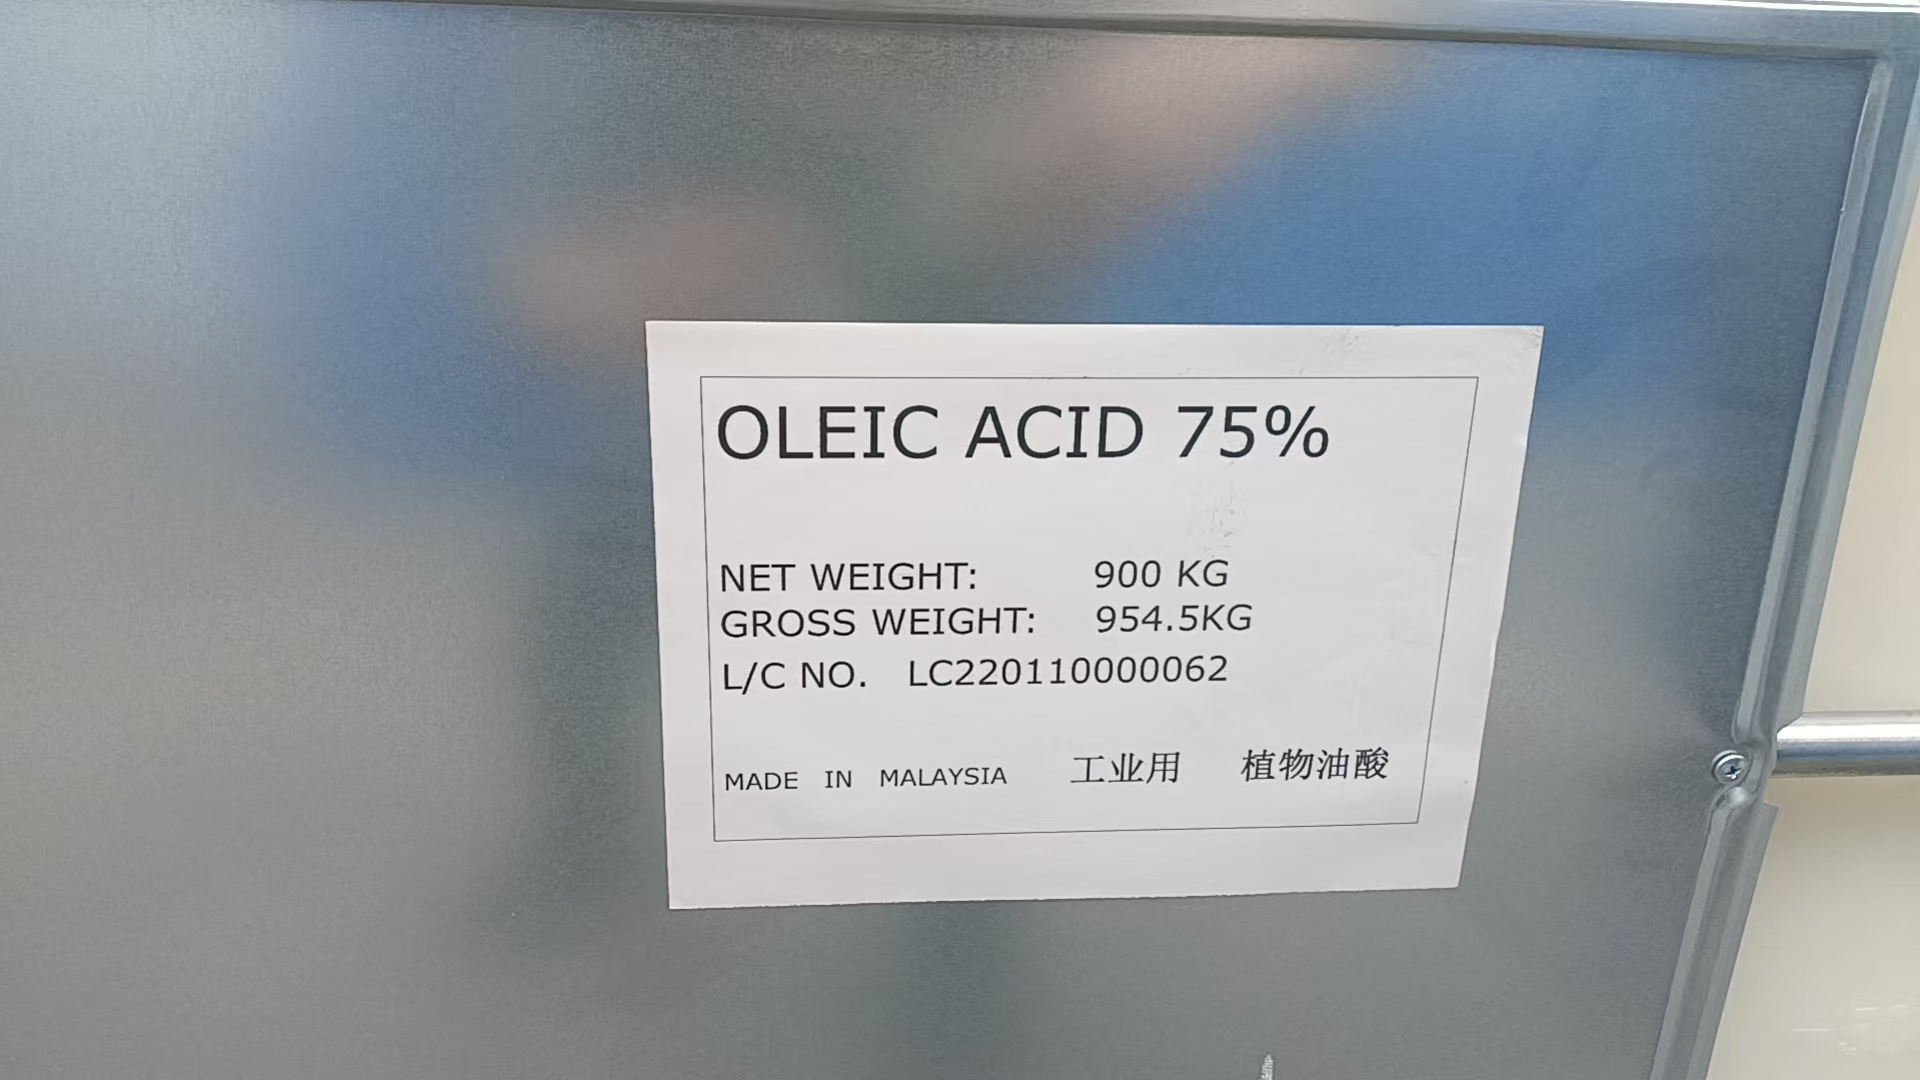 OLEIC ACID 75%
NET WEIGHT: 900 KG
GROSS WEIGHT: 954.5KG
L/C NO. LC220110000062
MADE IN MALAYSIA 工业用 植物油酸